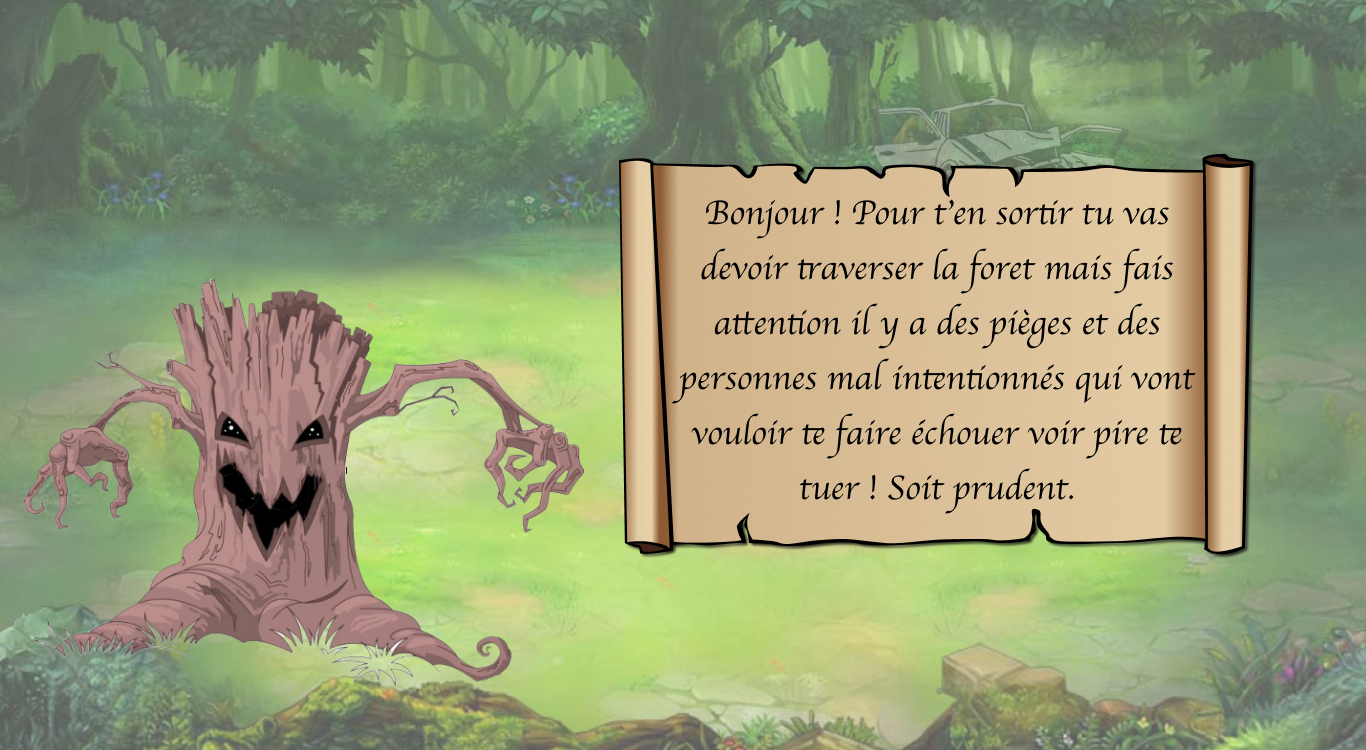 Bonjour ! Pour t'en sortir tu vas
devoir traverser la foret mais fais
attention il y a des pièges et des
personnes mal intentionnés qui vont
vouloir te faire échouer voir pire te
tuer ! Soit prudent.